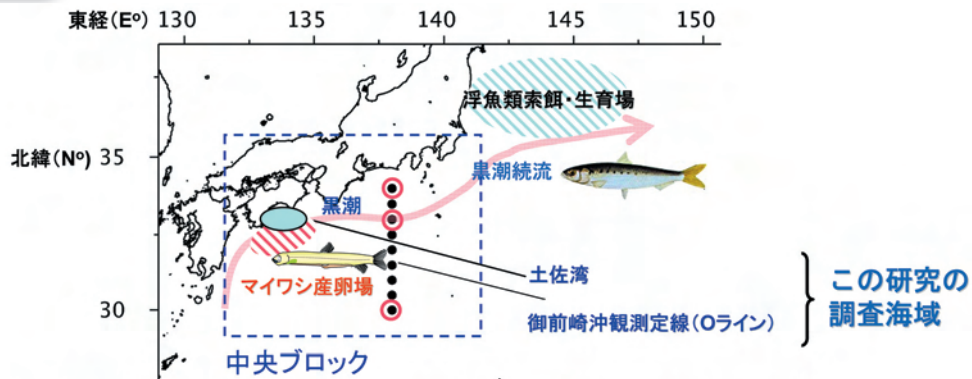 東経(Eº) 130 135 140 145 150
浮魚類索餌・生育場
北緯(Nº)
35
黒潮続流
黒潮
土佐湾
マイワシ産卵場
30
御前崎沖観測定線(Oライン)
この研究の
調査海域
中央ブロック